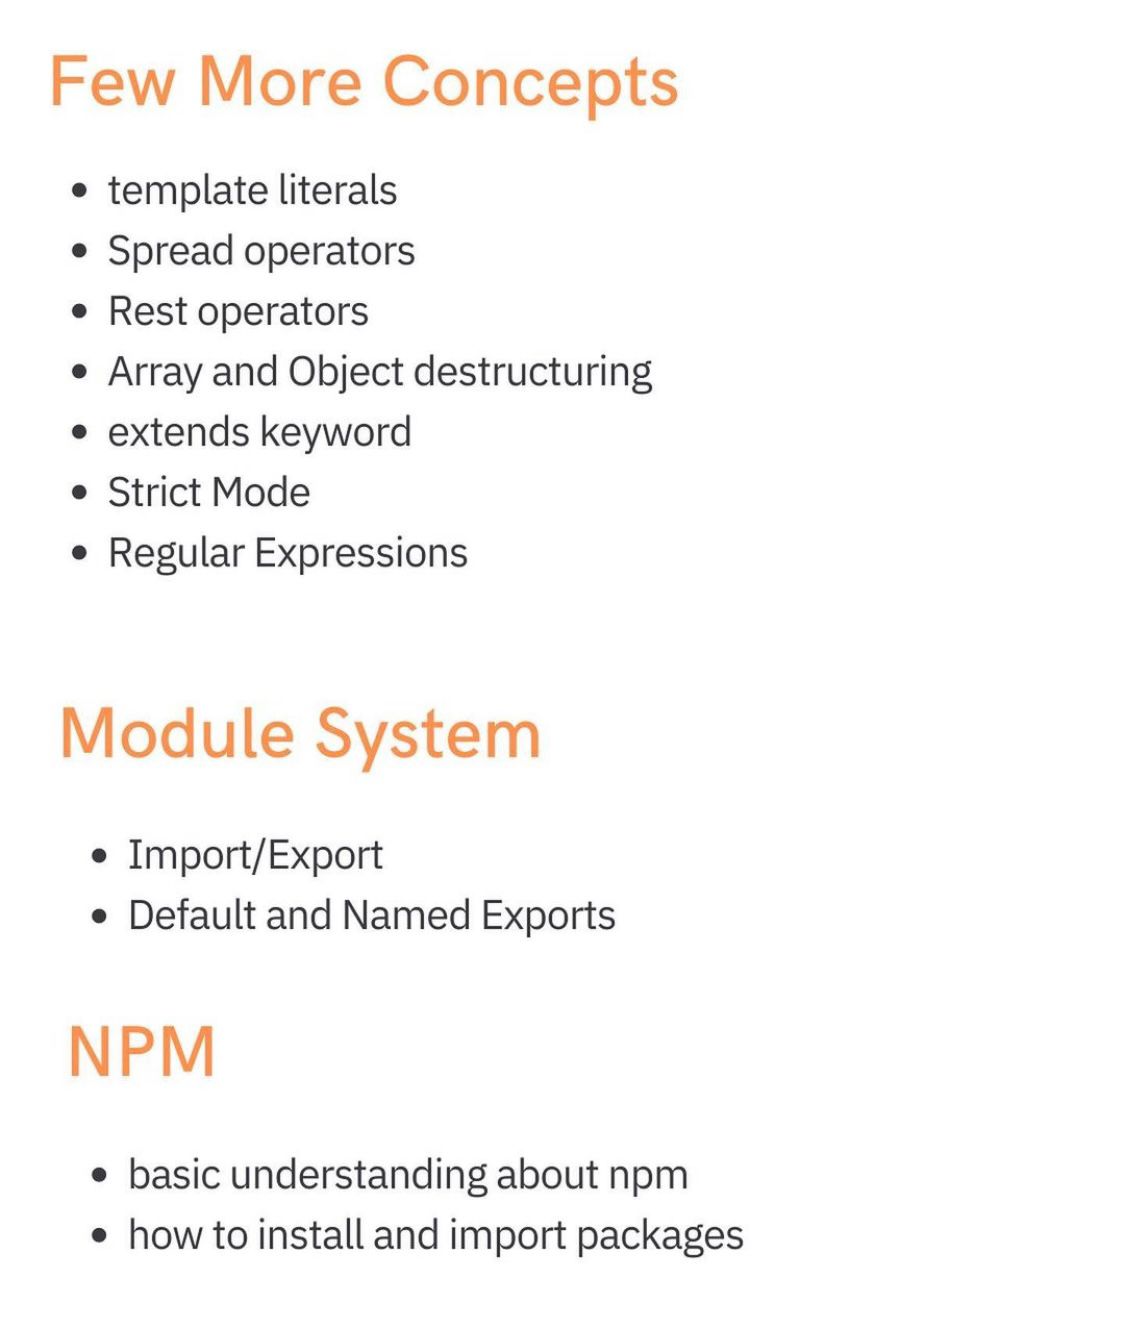 Few More Concepts
• template literals
• Spread operators
• Rest operators
• Array and Object destructuring
• extends keyword
• Strict Mode
• Regular Expressions
Module System
• Import/Export
• Default and Named Exports
NPM
• basic understanding about npm
• how to install and import packages